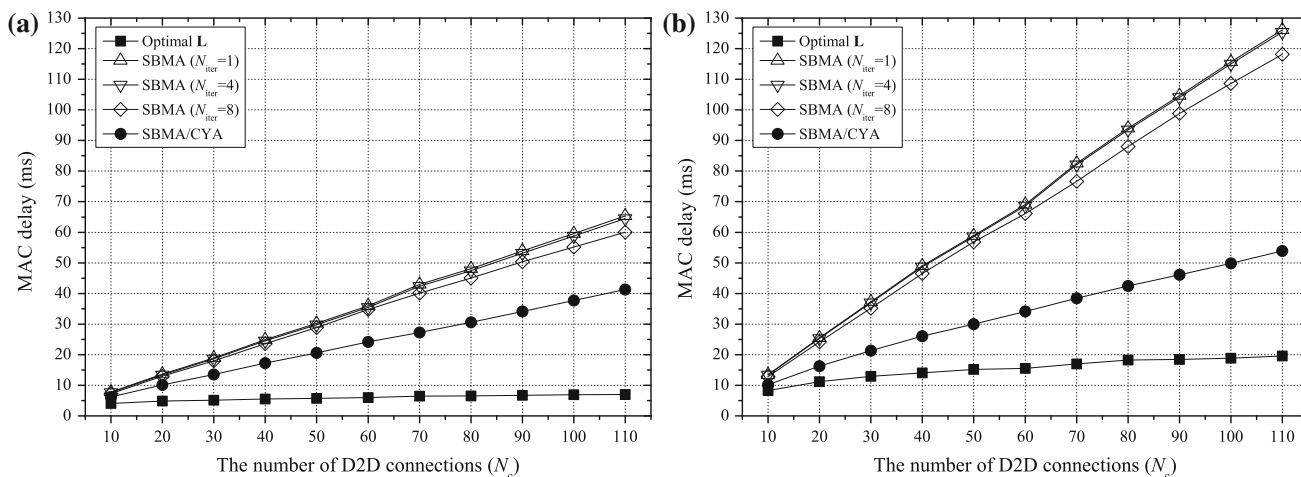 (a)
MAC delay (ms)
130
120
110
100
90
80
70
60
50
40
30
20
10
0
Optimal L
SBMA (Niter=1)
SBMA (Niter=4)
SBMA (Niter=8)
SBMA/CYA
10 20 30 40 50 60 70 80 90 100 110
The number of D2D connections (Nc)
(b)
MAC delay (ms)
130
120
110
100
90
80
70
60
50
40
30
20
10
0
Optimal L
SBMA (Niter=1)
SBMA (Niter=4)
SBMA (Niter=8)
SBMA/CYA
10 20 30 40 50 60 70 80 90 100 110
The number of D2D connections (Nc)